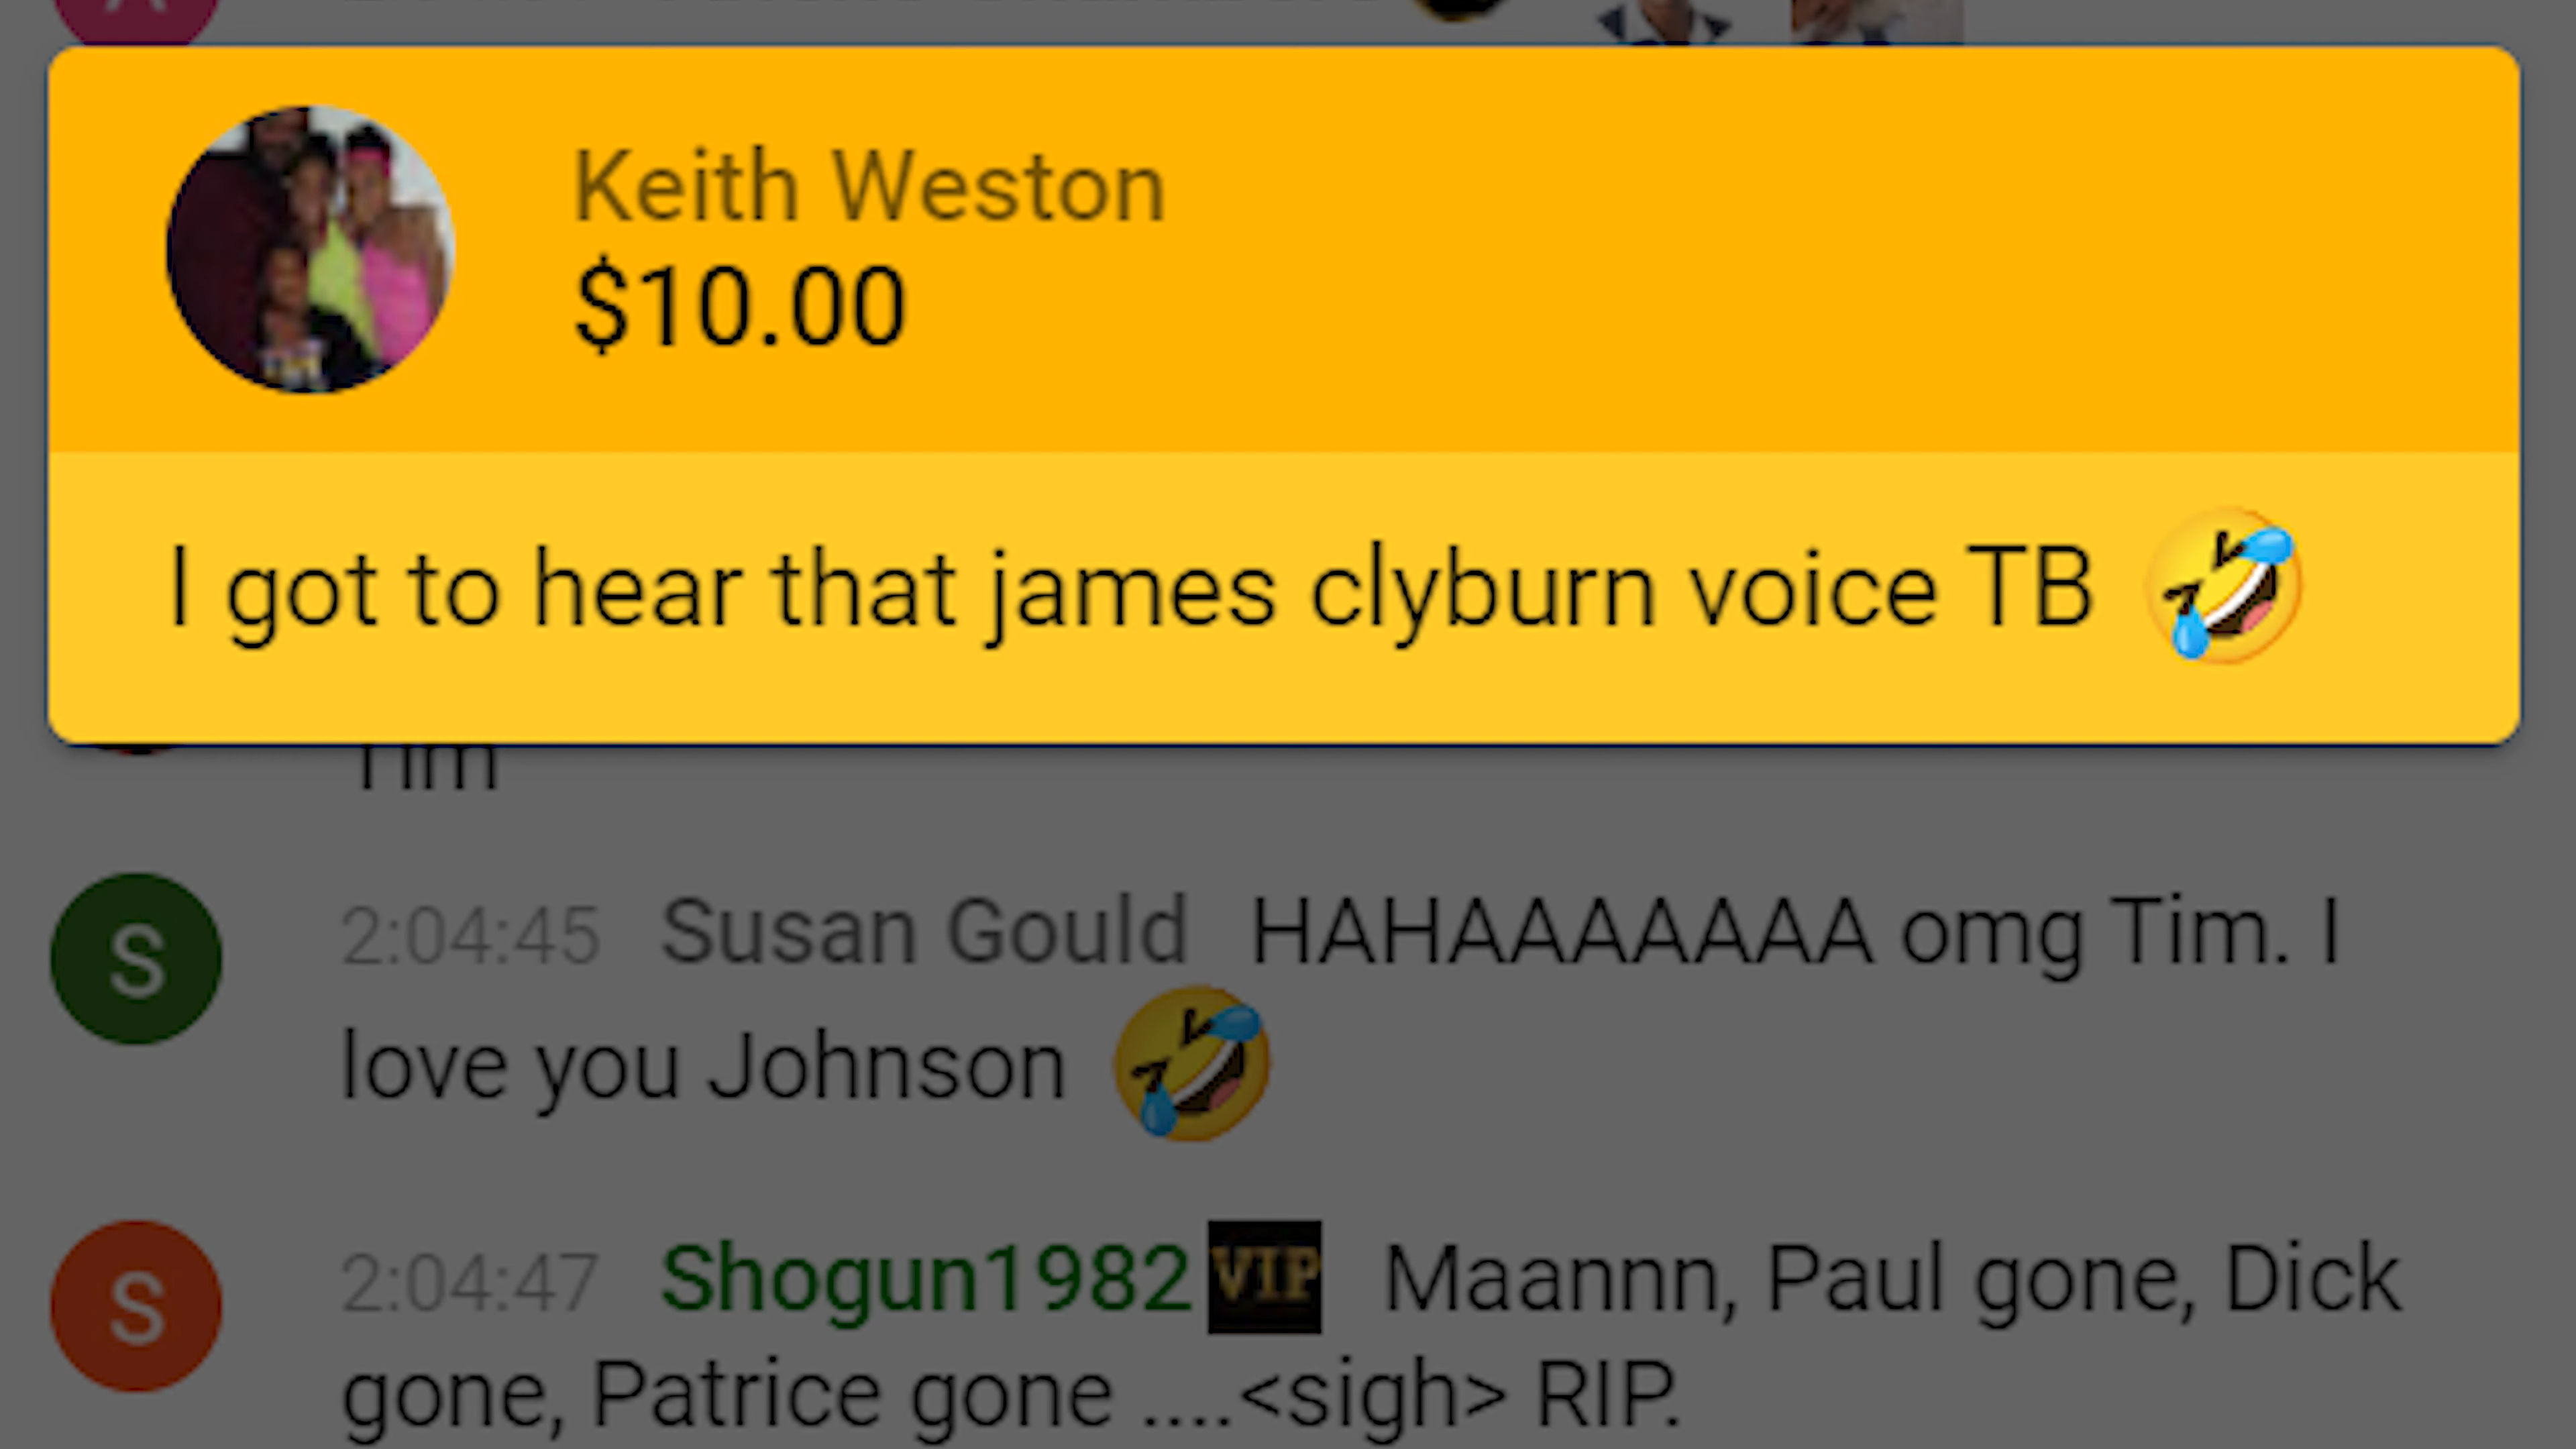 Keith Weston
$10.00
I got to hear that james clyburn voice TB 🤣
Tim
S
2:04:45 Susan Gould HAHAAAAAAAA omg Tim. I
love you Johnson 🤣
S
2:04:47 Shogun1982 VIP Maannn, Paul gone, Dick
gone, Patrice gone ....<sigh> RIP.